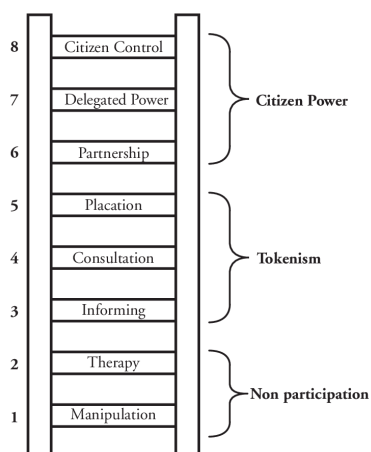 8 Citizen Control
7 Delegated Power Citizen Power
6 Partnership
5 Placation
4 Consultation Tokenism
3 Informing
2 Therapy
Non participation
1 Manipulation